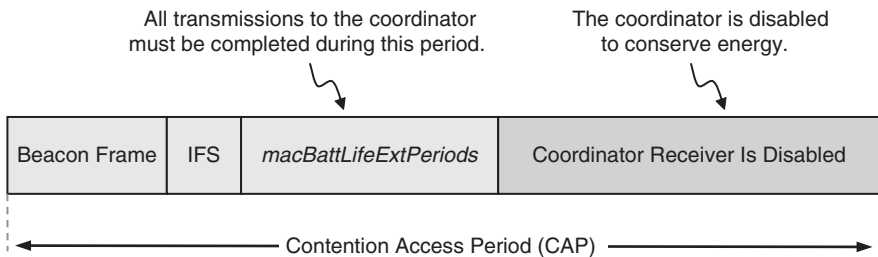 All transmissions to the coordinator
must be completed during this period.
The coordinator is disabled
to conserve energy.
Beacon Frame
IFS
macBattLifeExtPeriods
Coordinator Receiver Is Disabled
Contention Access Period (CAP)